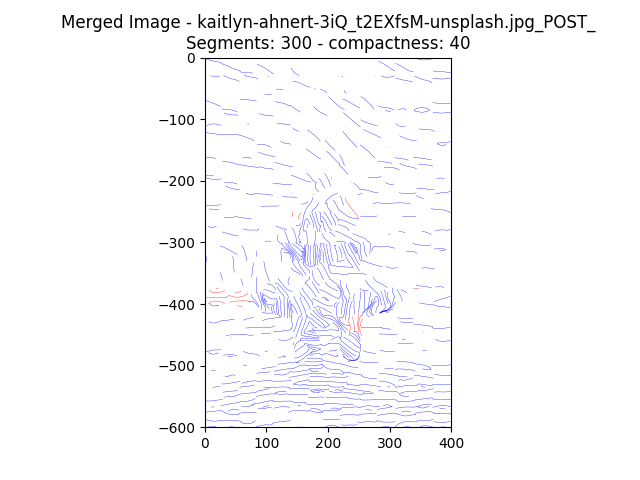 Merged Image - kaitlyn-ahnert-3iQ_t2EXfsM-unsplash.jpg_POST_
Segments: 300 - compactness: 40
0
−100
−200
−300
−400
−500
−600
0 100 200 300 400